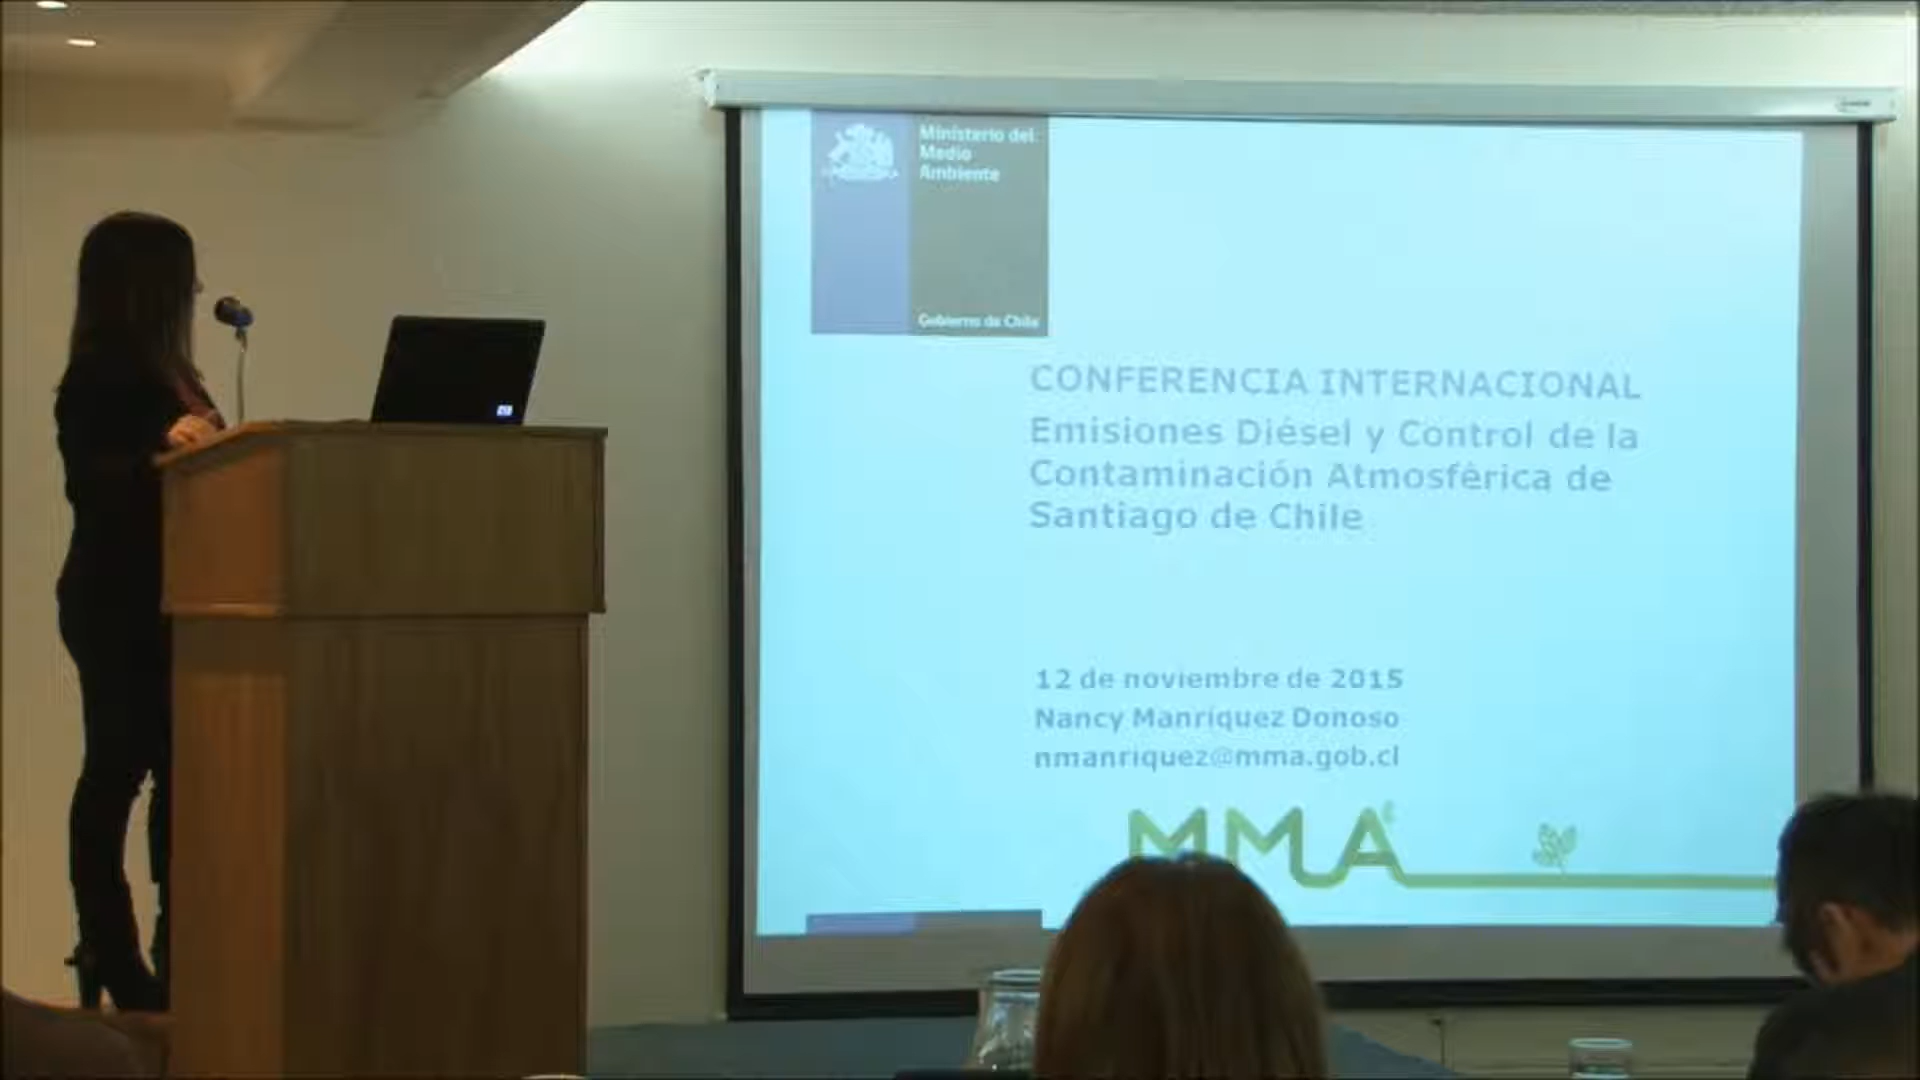 Ministerio del
Medio
Ambiente
Gobierno de Chile
CONFERENCIA INTERNACIONAL
Emisiones Diésel y Control de la
Contaminación Atmosférica de
Santiago de Chile
12 de noviembre de 2015
Nancy Manríquez Donoso
nmanriquez@mma.gob.cl
MMA